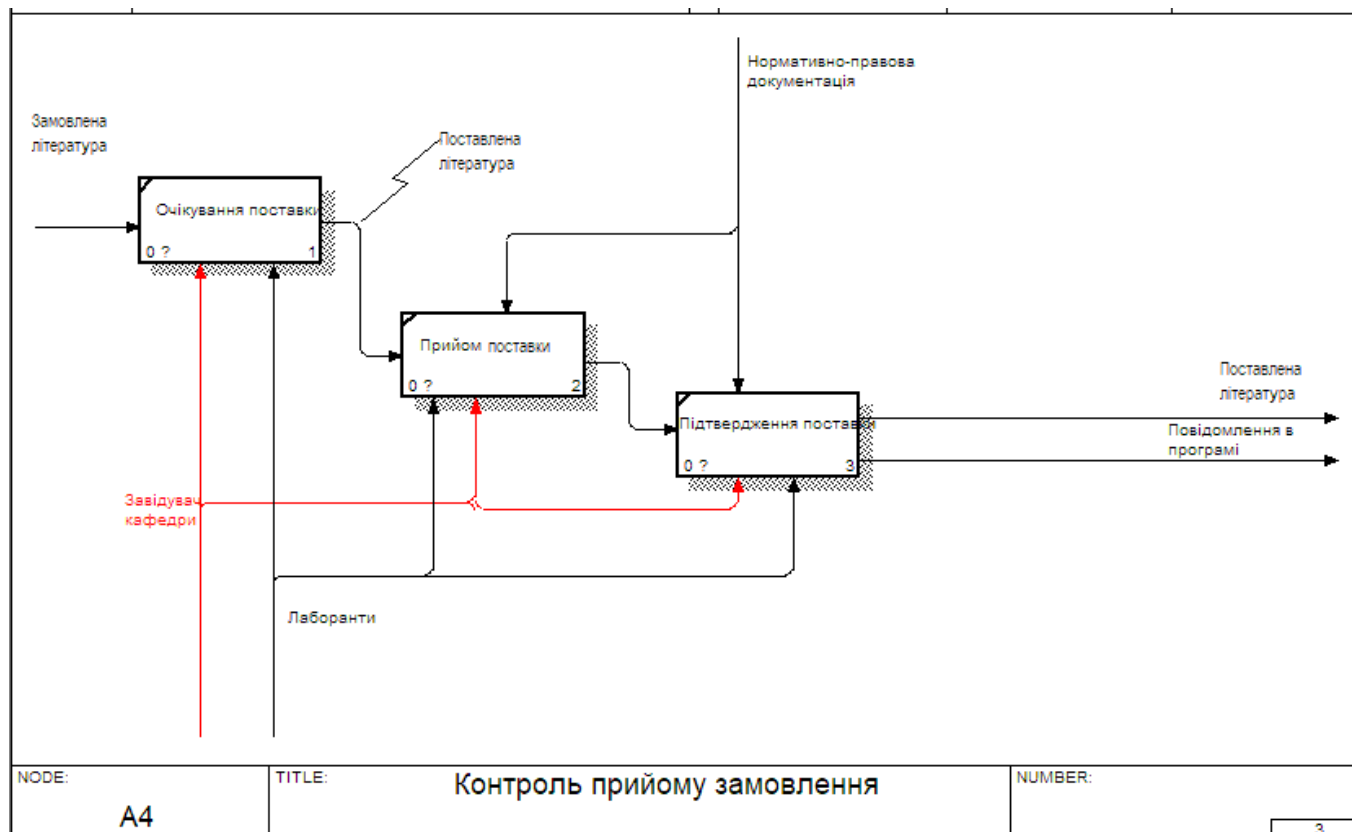 Нормативно-правова
документація
Замовлена
література
Поставлена
література
Очікування поставки
0 ?
1
Прийом поставки
0 ?
2
Підтвердження поставки
0 ?
3
Поставлена
література
Повідомлення в
програмі
Завідувач
кафедри
Лаборанти
NODE:
A4
TITLE:
Контроль прийому замовлення
NUMBER:
3